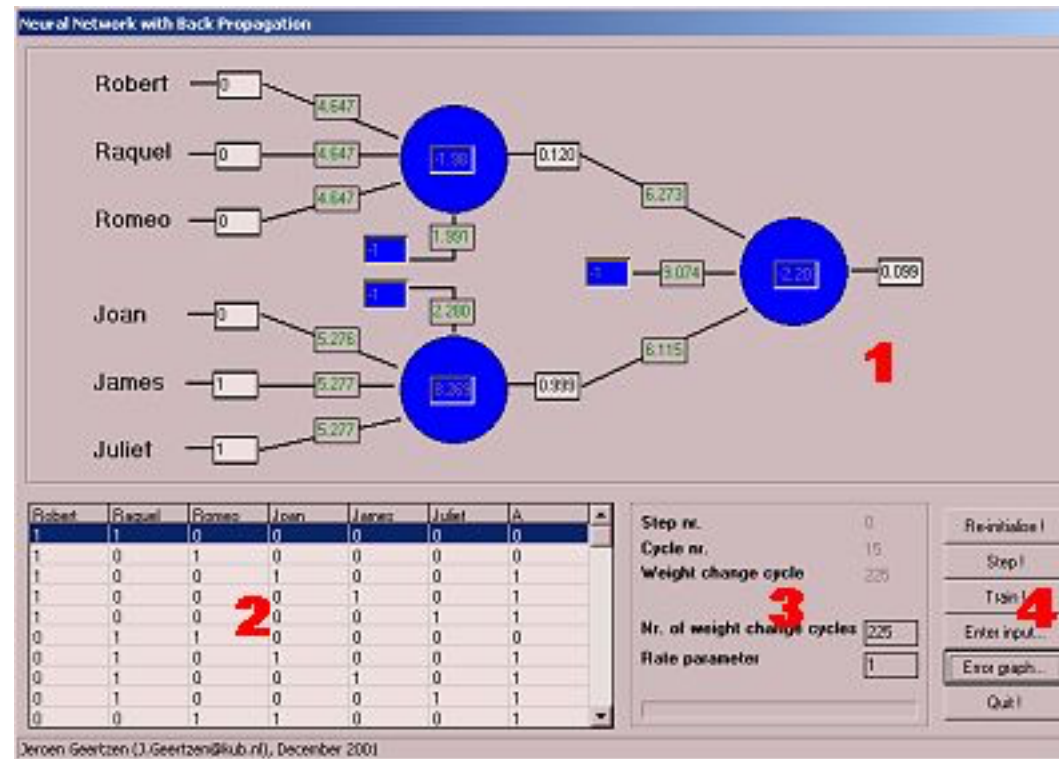 Neural Network with Back Propagation
Robert 0 4.647
Raquel 0 4.647 -1.98 0.120
Romeo 0 4.647 6.273
-1 1.991
-1 3.074 -2.20 0.099
-1 2.280
Joan 0 5.276 6.115
James 1 5.277 8.269 0.999
Juliet 1 5.277
1
Robert Raquel Romeo Joan James Juliet A
1 1 0 0 0 0 0
1 0 1 0 0 0 0
1 0 0 1 0 0 1
1 0 0 0 1 0 1
1 0 0 0 0 1 1
0 1 1 0 0 0 0
0 1 0 1 0 0 1
0 1 0 0 1 0 1
0 1 0 0 0 1 1
0 0 1 1 0 0 1
2
Step nr. 0
Cycle nr. 15
Weight change cycle 225
3
Nr. of weight change cycles 225
Rate parameter 1
Re-initialise !
Step !
Train !
4
Enter input...
Error graph...
Quit !
Jeroen Geertzen (J.Geertzen@kub.nl), December 2001